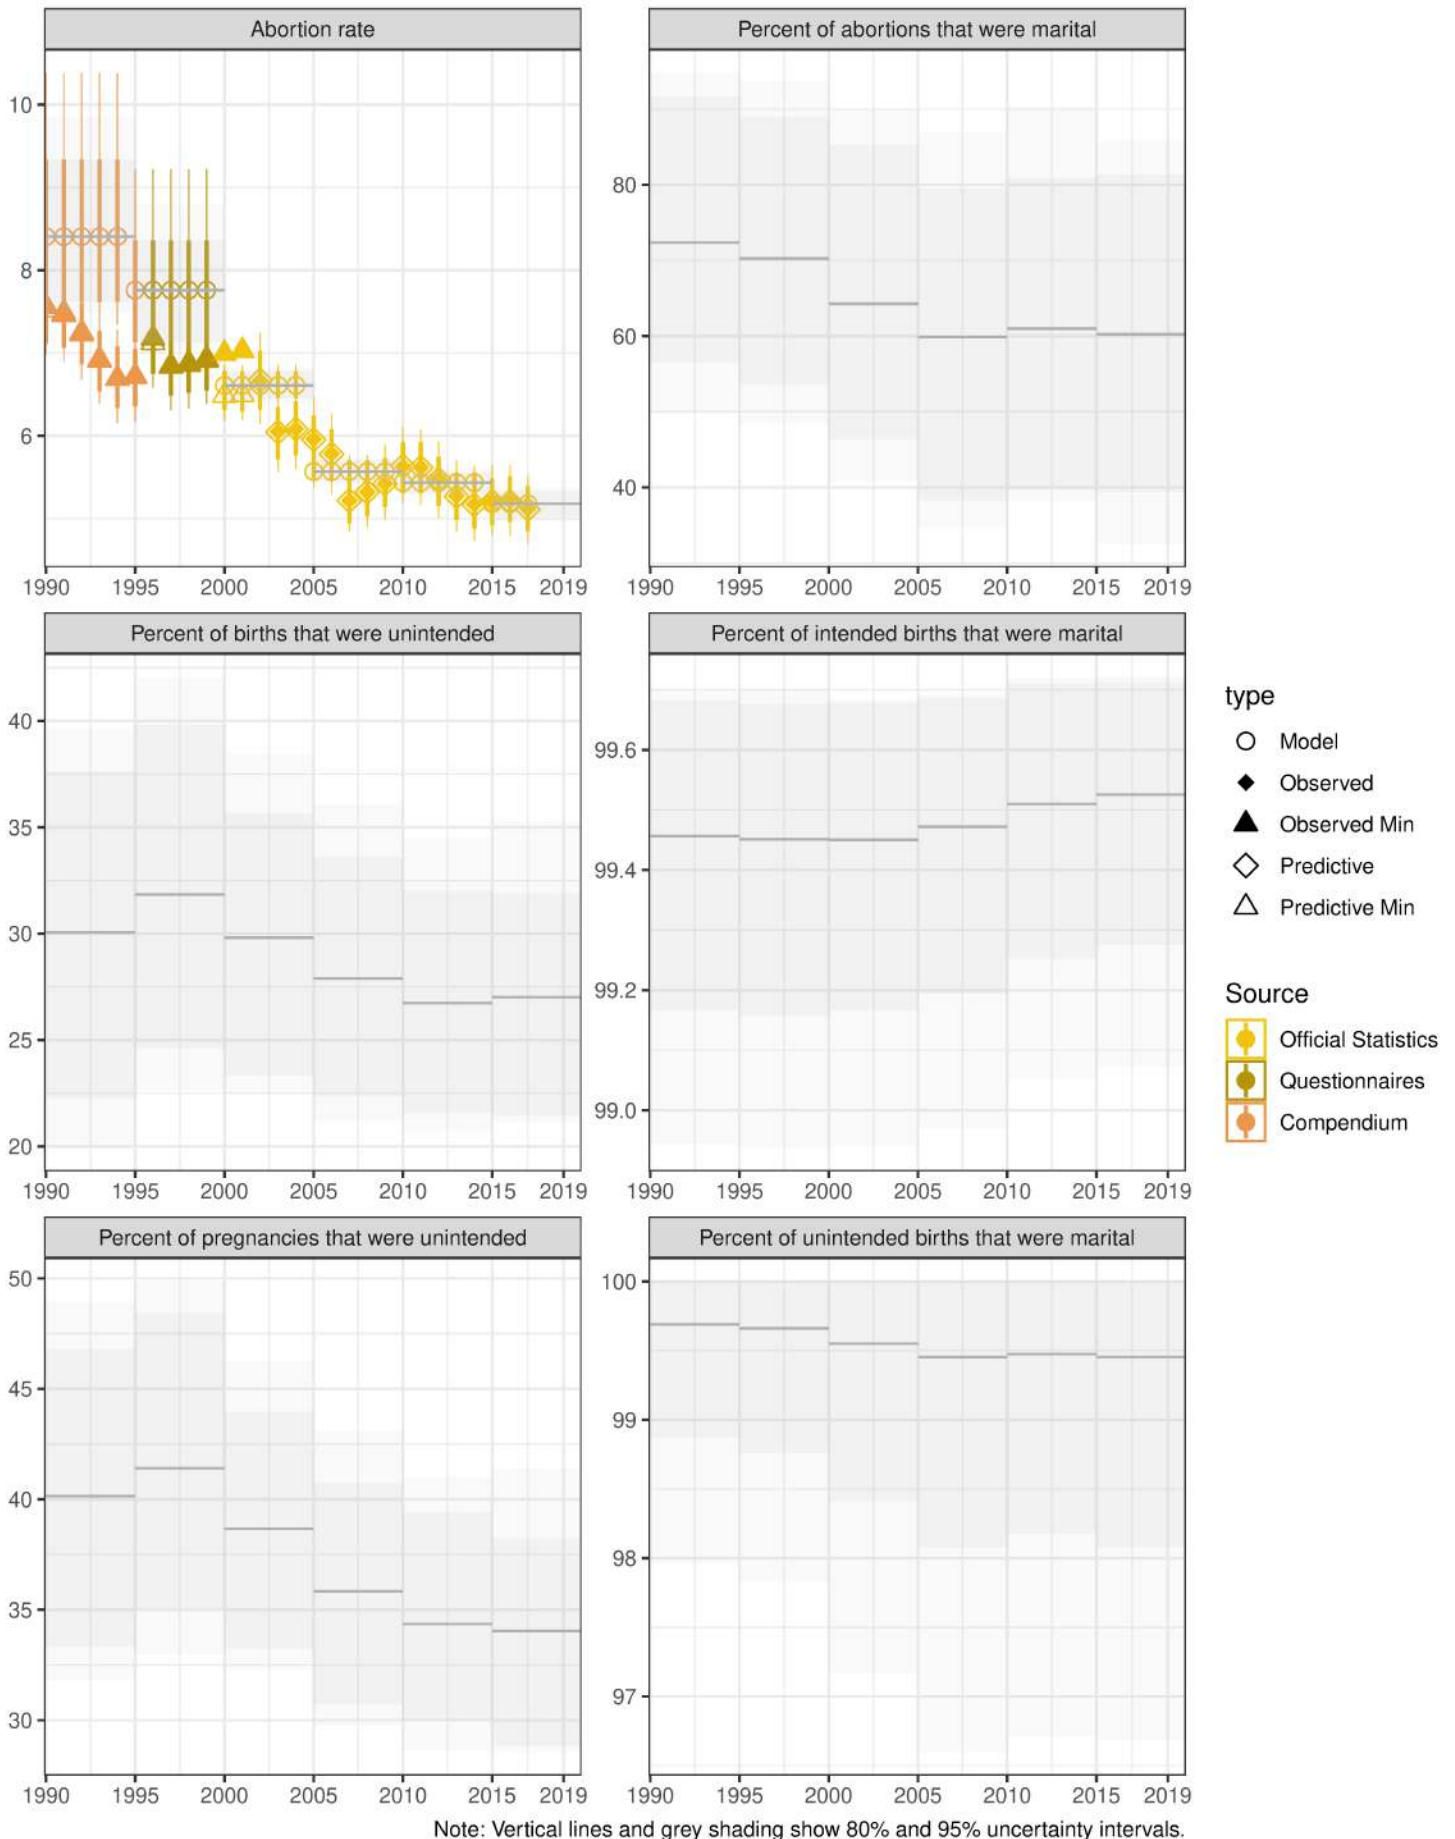 Abortion rate
10
8
6
1990 1995 2000 2005 2010 2015 2019
Percent of abortions that were marital
80
60
40
1990 1995 2000 2005 2010 2015 2019
Percent of births that were unintended
40
35
30
25
20
1990 1995 2000 2005 2010 2015 2019
Percent of intended births that were marital
99.6
99.4
99.2
99.0
1990 1995 2000 2005 2010 2015 2019
Percent of pregnancies that were unintended
50
45
40
35
30
1990 1995 2000 2005 2010 2015 2019
Percent of unintended births that were marital
100
99
98
97
1990 1995 2000 2005 2010 2015 2019
type
Model
Observed
Observed Min
Predictive
Predictive Min
Source
Official Statistics
Questionnaires
Compendium
Note: Vertical lines and grey shading show 80% and 95% uncertainty intervals.